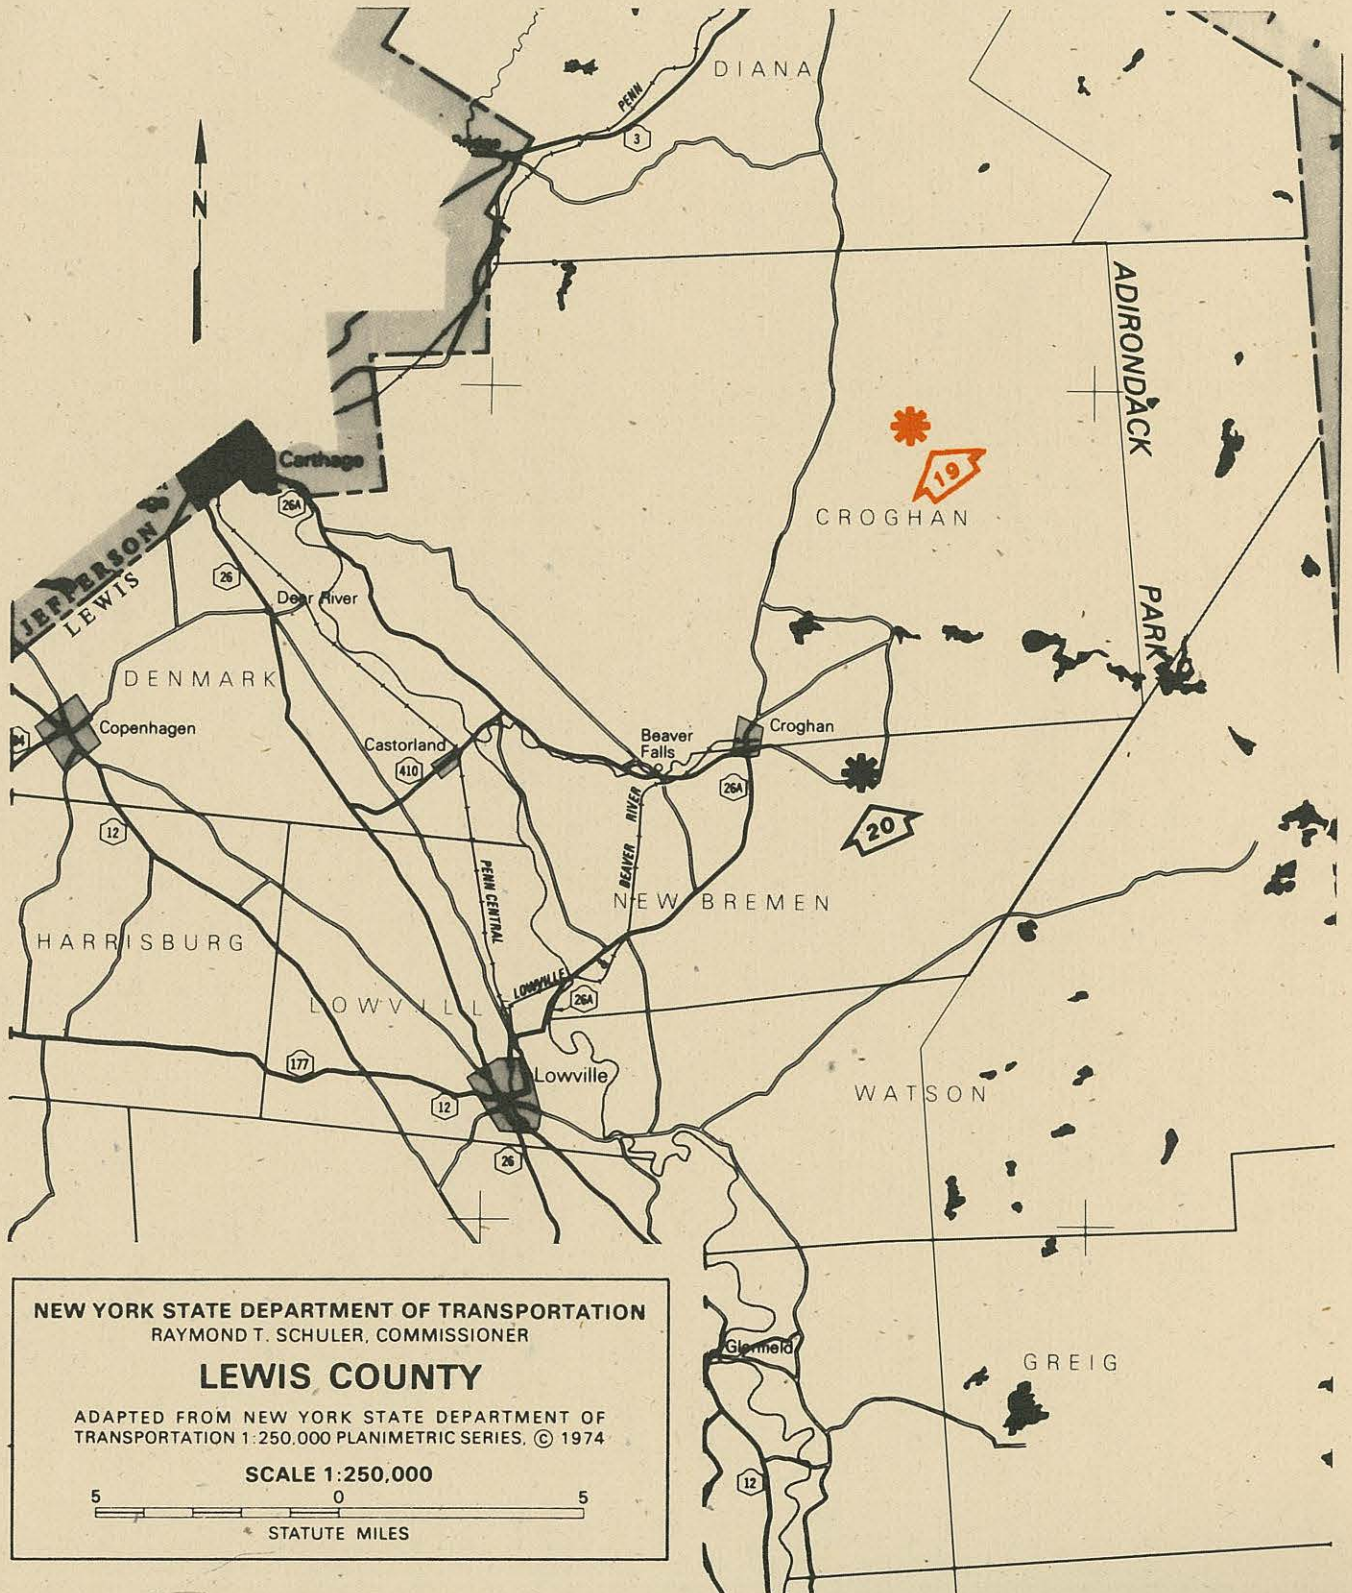 DIANA
PENN
3
N
ADIRONDACK
PARK
19
CROGHAN
Carthage
26A
JEFFERSON
LEWIS
26
Deer River
DENMARK
Copenhagen
Castorland
410
Beaver
Falls
Croghan
26A
20
12
BEAVER RIVER
PENN CENTRAL
NEW BREMEN
HARRISBURG
LOWVILLE
LOWVILLE
26A
177
Lowville
12
WATSON
26
Glenfield
GREIG
12
NEW YORK STATE DEPARTMENT OF TRANSPORTATION
RAYMOND T. SCHULER, COMMISSIONER
LEWIS COUNTY
ADAPTED FROM NEW YORK STATE DEPARTMENT OF
TRANSPORTATION 1:250,000 PLANIMETRIC SERIES, © 1974
SCALE 1:250,000
5 0 5
STATUTE MILES